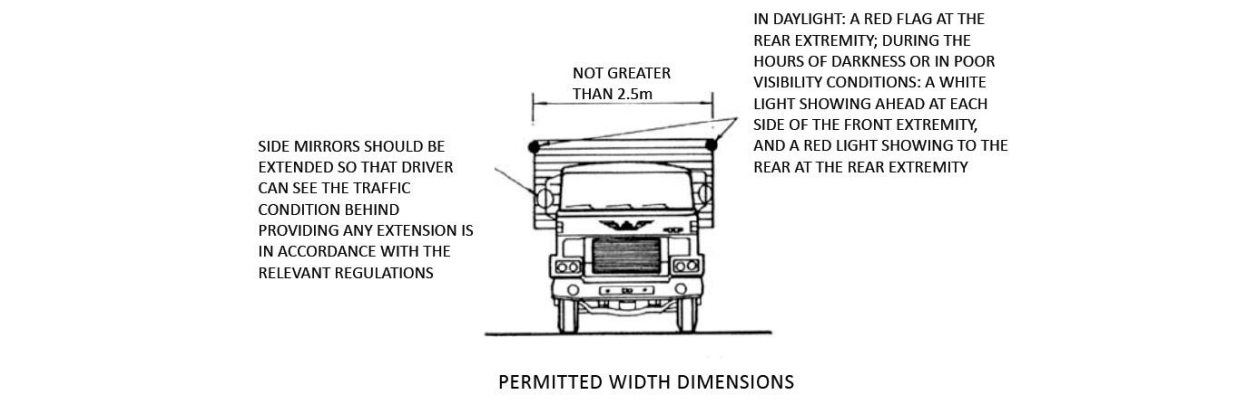 IN DAYLIGHT: A RED FLAG AT THE
REAR EXTREMITY; DURING THE
HOURS OF DARKNESS OR IN POOR
VISIBILITY CONDITIONS: A WHITE
LIGHT SHOWING AHEAD AT EACH
SIDE OF THE FRONT EXTREMITY,
AND A RED LIGHT SHOWING TO THE
REAR AT THE REAR EXTREMITY
NOT GREATER
THAN 2.5m
SIDE MIRRORS SHOULD BE
EXTENDED SO THAT DRIVER
CAN SEE THE TRAFFIC
CONDITION BEHIND
PROVIDING ANY EXTENSION IS
IN ACCORDANCE WITH THE
RELEVANT REGULATIONS
PERMITTED WIDTH DIMENSIONS